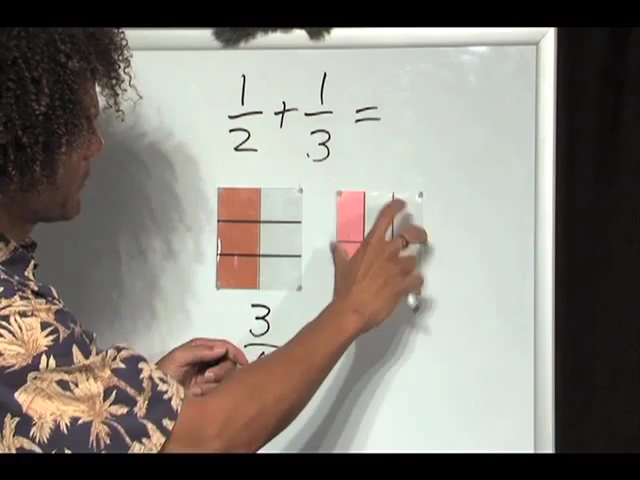 1/2 + 1/3 =
3